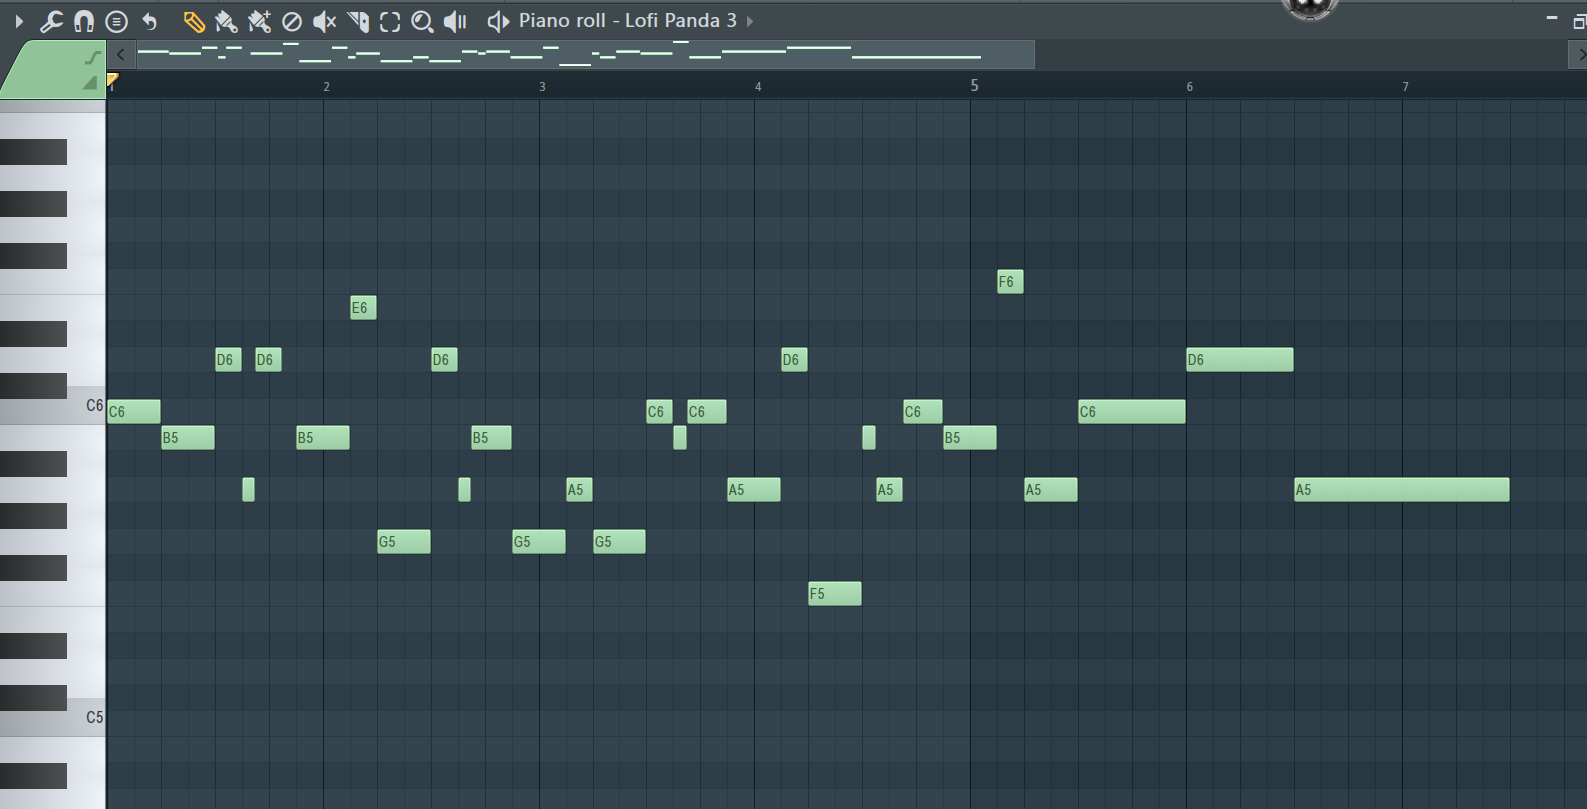 Piano roll - Lofi Panda 3
1 2 3 4 5 6 7
F6
E6
D6 D6 D6 D6 D6
C6 C6 C6 C6 C6 C6
B5 B5 B5 B5
A5 A5 A5 A5 A5
G5 G5 G5
F5
C5